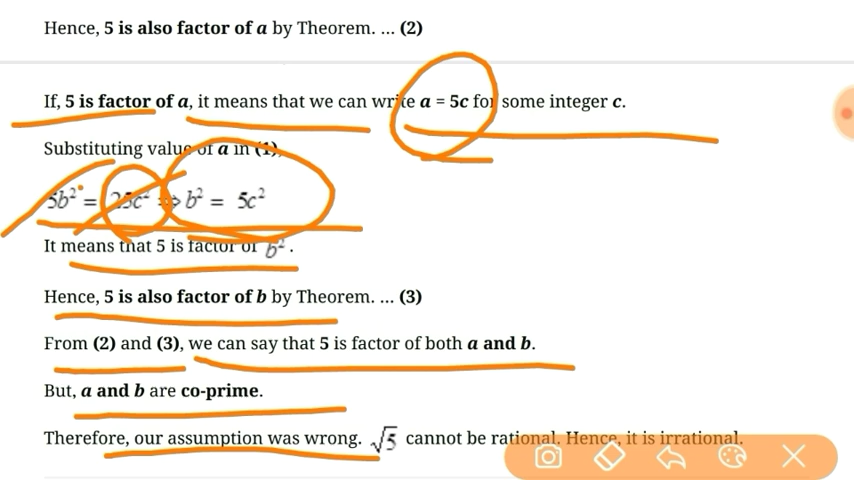 Hence, 5 is also factor of a by Theorem. ... (2)
If, 5 is factor of a, it means that we can write a = 5c for some integer c.
Substituting value of a in (1),
5b² = 25c² ⇒ b² = 5c²
It means that 5 is factor of b².
Hence, 5 is also factor of b by Theorem. ... (3)
From (2) and (3), we can say that 5 is factor of both a and b.
But, a and b are co-prime.
Therefore, our assumption was wrong. √5 cannot be rational. Hence, it is irrational.